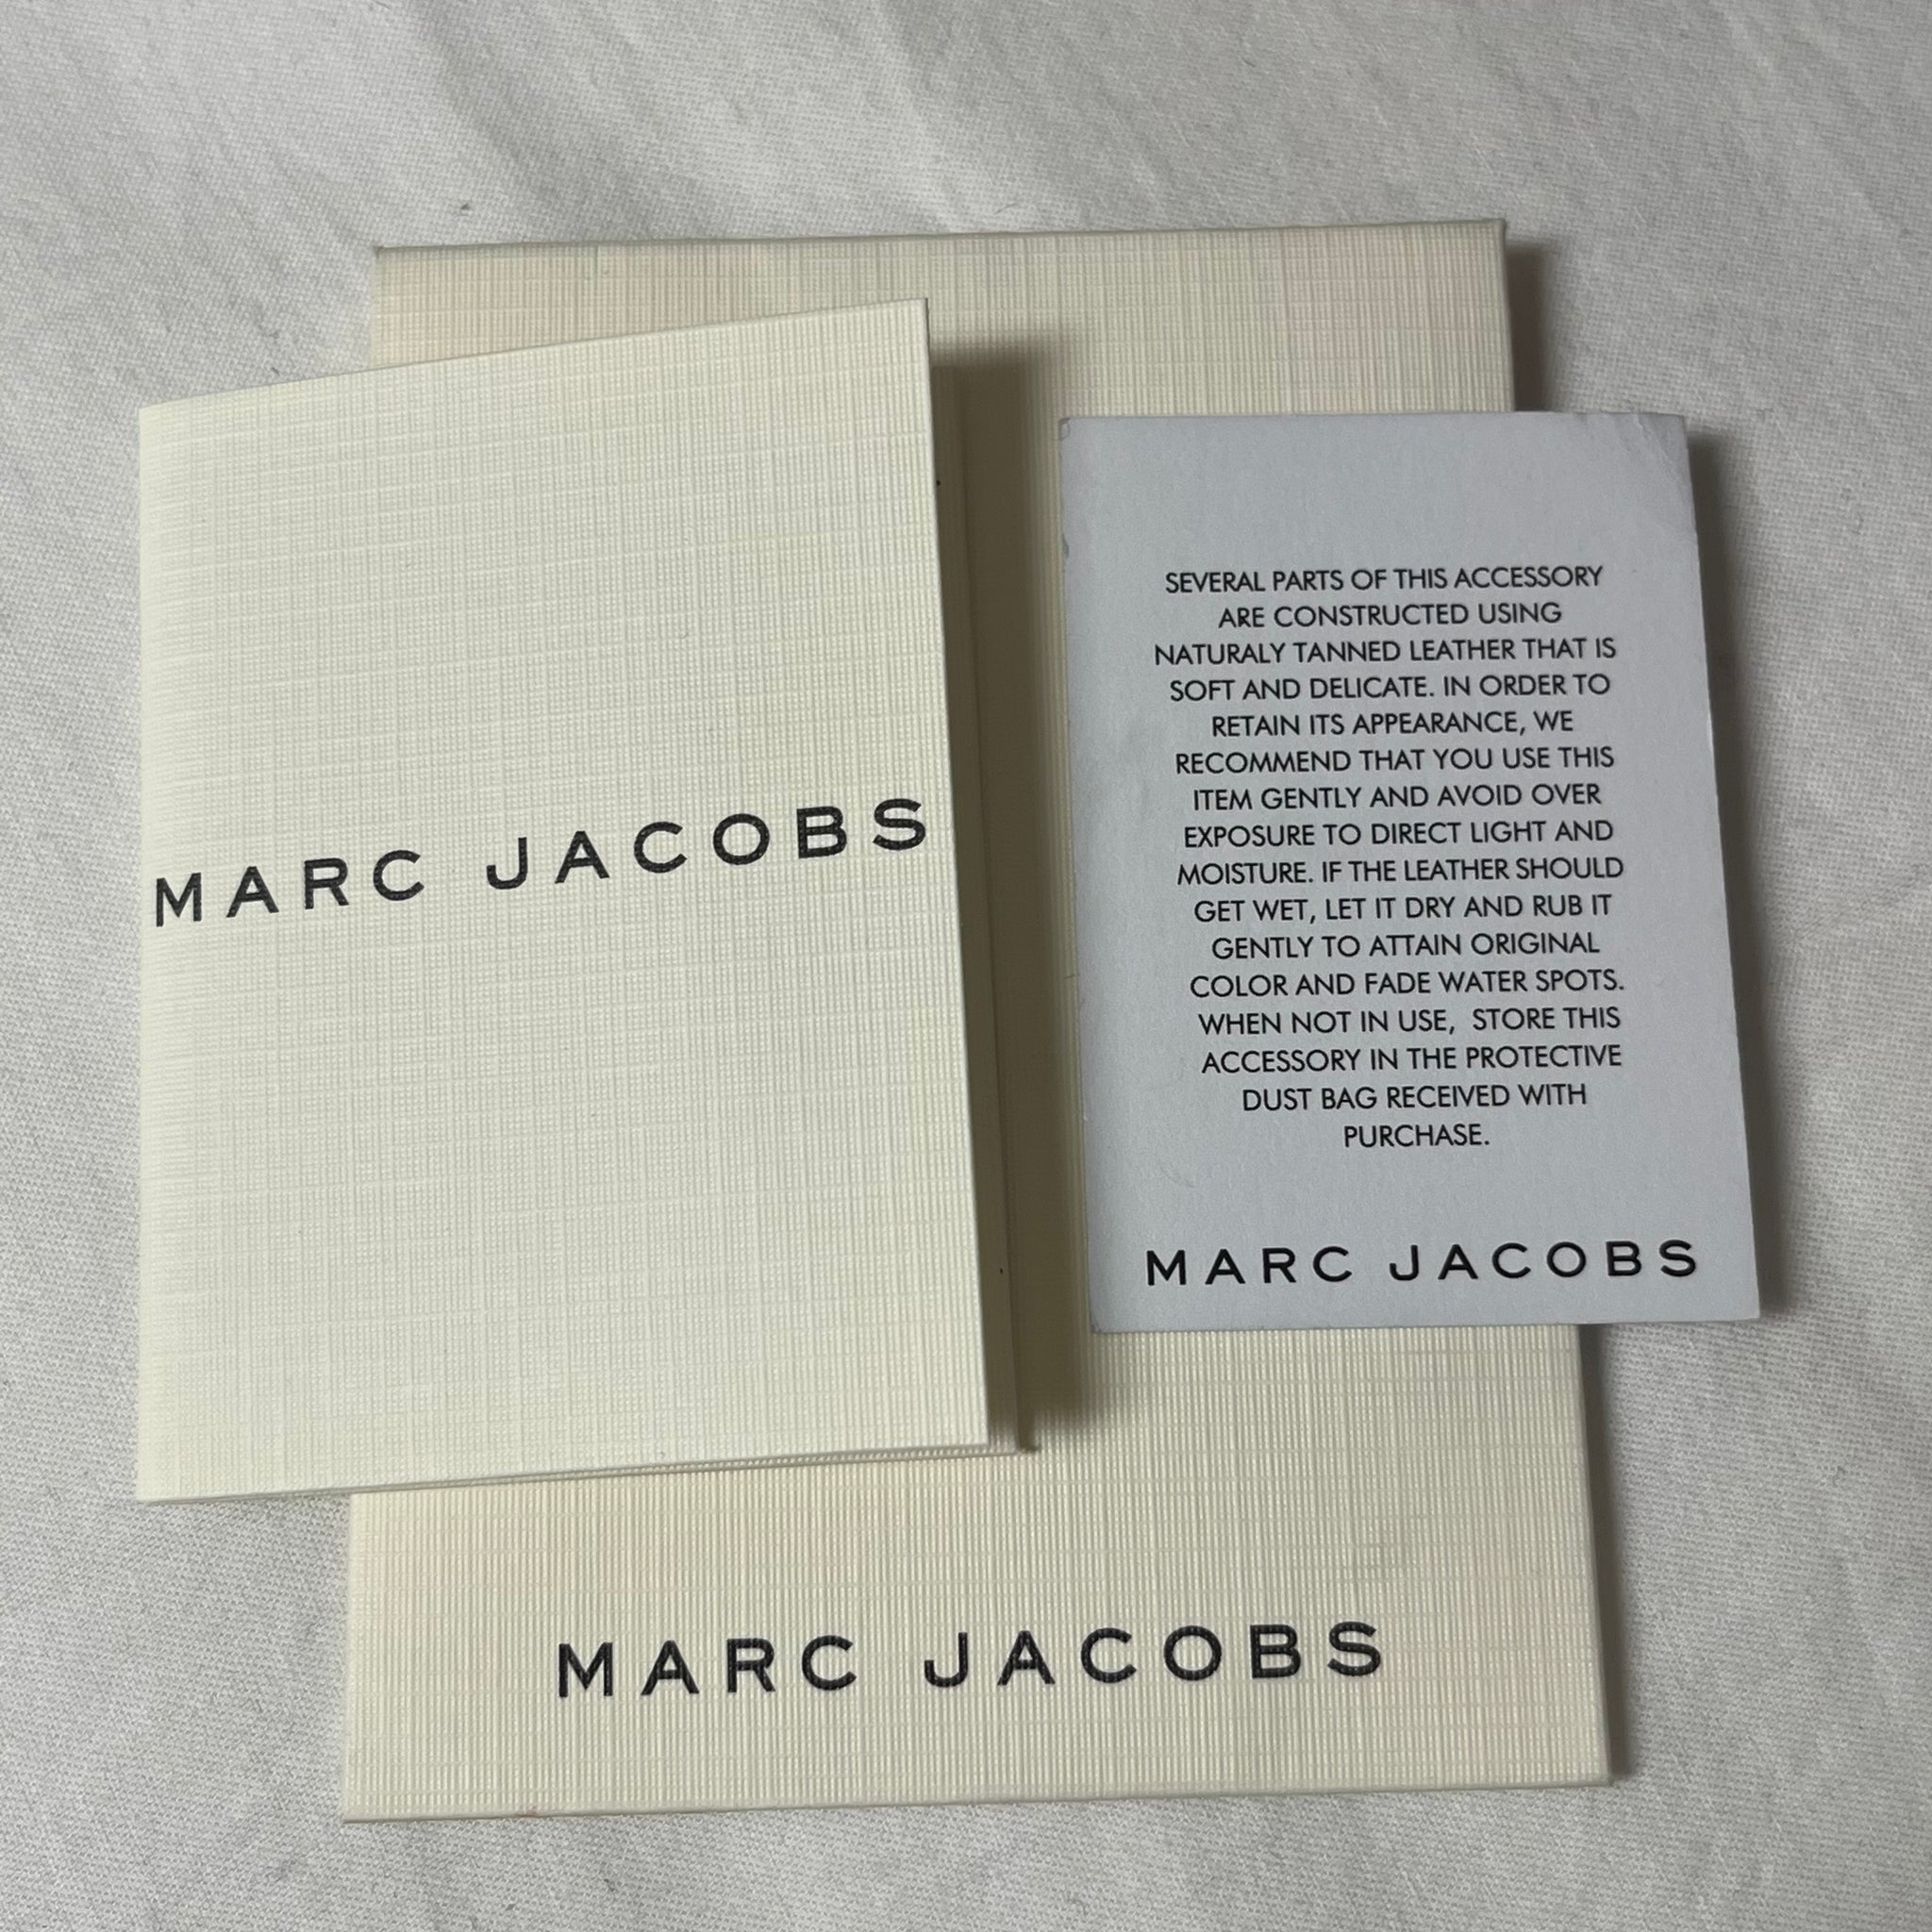 MARC JACOBS
SEVERAL PARTS OF THIS ACCESSORY
ARE CONSTRUCTED USING
NATURALY TANNED LEATHER THAT IS
SOFT AND DELICATE. IN ORDER TO
RETAIN ITS APPEARANCE, WE
RECOMMEND THAT YOU USE THIS
ITEM GENTLY AND AVOID OVER
EXPOSURE TO DIRECT LIGHT AND
MOISTURE. IF THE LEATHER SHOULD
GET WET, LET IT DRY AND RUB IT
GENTLY TO ATTAIN ORIGINAL
COLOR AND FADE WATER SPOTS.
WHEN NOT IN USE, STORE THIS
ACCESSORY IN THE PROTECTIVE
DUST BAG RECEIVED WITH
PURCHASE.
MARC JACOBS
MARC JACOBS